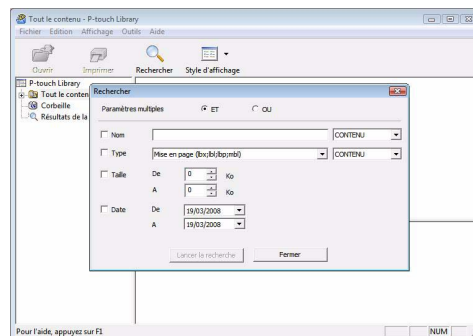 Tout le contenu - P-touch Library
Fichier Edition Affichage Outils Aide
Ouvrir Imprimer Rechercher Style d'affichage
P-touch Library
Tout le conten
Corbeille
Résultats de la
Rechercher
Paramètres multiples ET OU
Nom CONTENU
Type Mise en page (lbx;lbl;lbp;mbl) CONTENU
Taille De 0 Ko
A 0 Ko
Date De 19/03/2008
A 19/03/2008
Lancer la recherche Fermer
Pour l'aide, appuyez sur F1 NUM